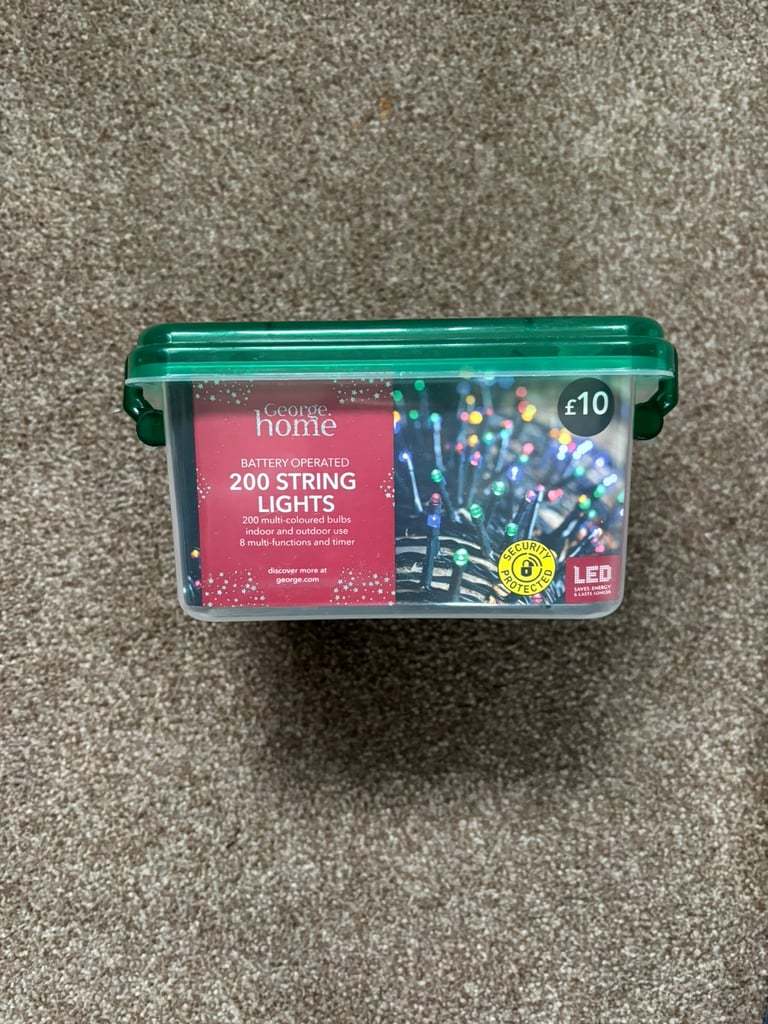 George.
home
BATTERY OPERATED
200 STRING
LIGHTS
200 multi-coloured bulbs
indoor and outdoor use
8 multi-functions and timer
discover more at
george.com
£10
SECURITY
PROTECTED
LED
SAVES ENERGY
& LASTS LONGER